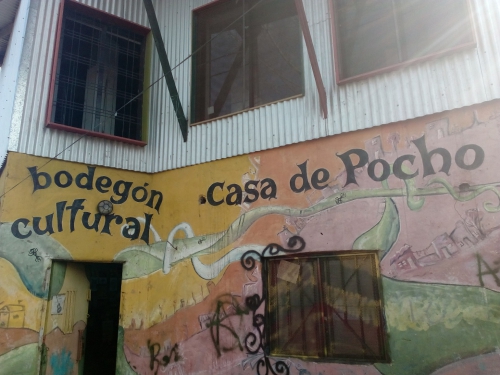 bodegón
cultural
Casa de Pocho